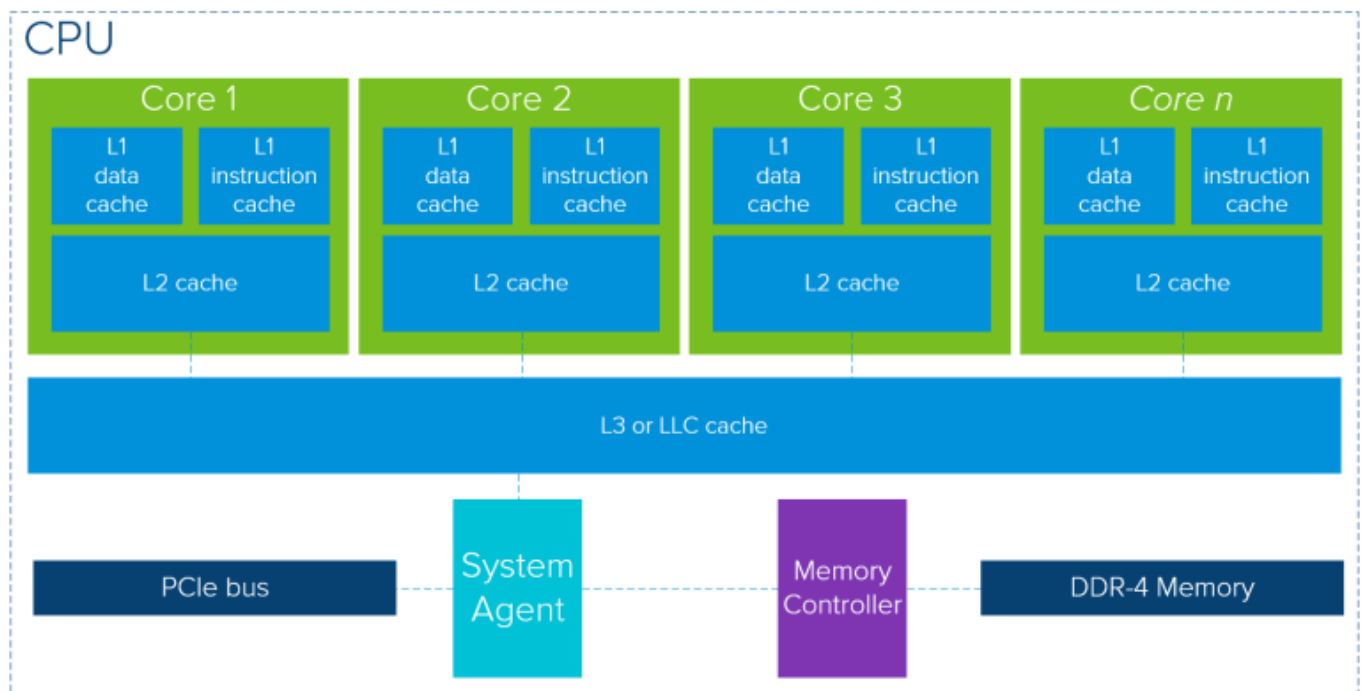 CPU
Core 1
L1
data
cache
L1
instruction
cache
L2 cache
Core 2
L1
data
cache
L1
instruction
cache
L2 cache
Core 3
L1
data
cache
L1
instruction
cache
L2 cache
Core n
L1
data
cache
L1
instruction
cache
L2 cache
L3 or LLC cache
PCIe bus
System
Agent
Memory
Controller
DDR-4 Memory